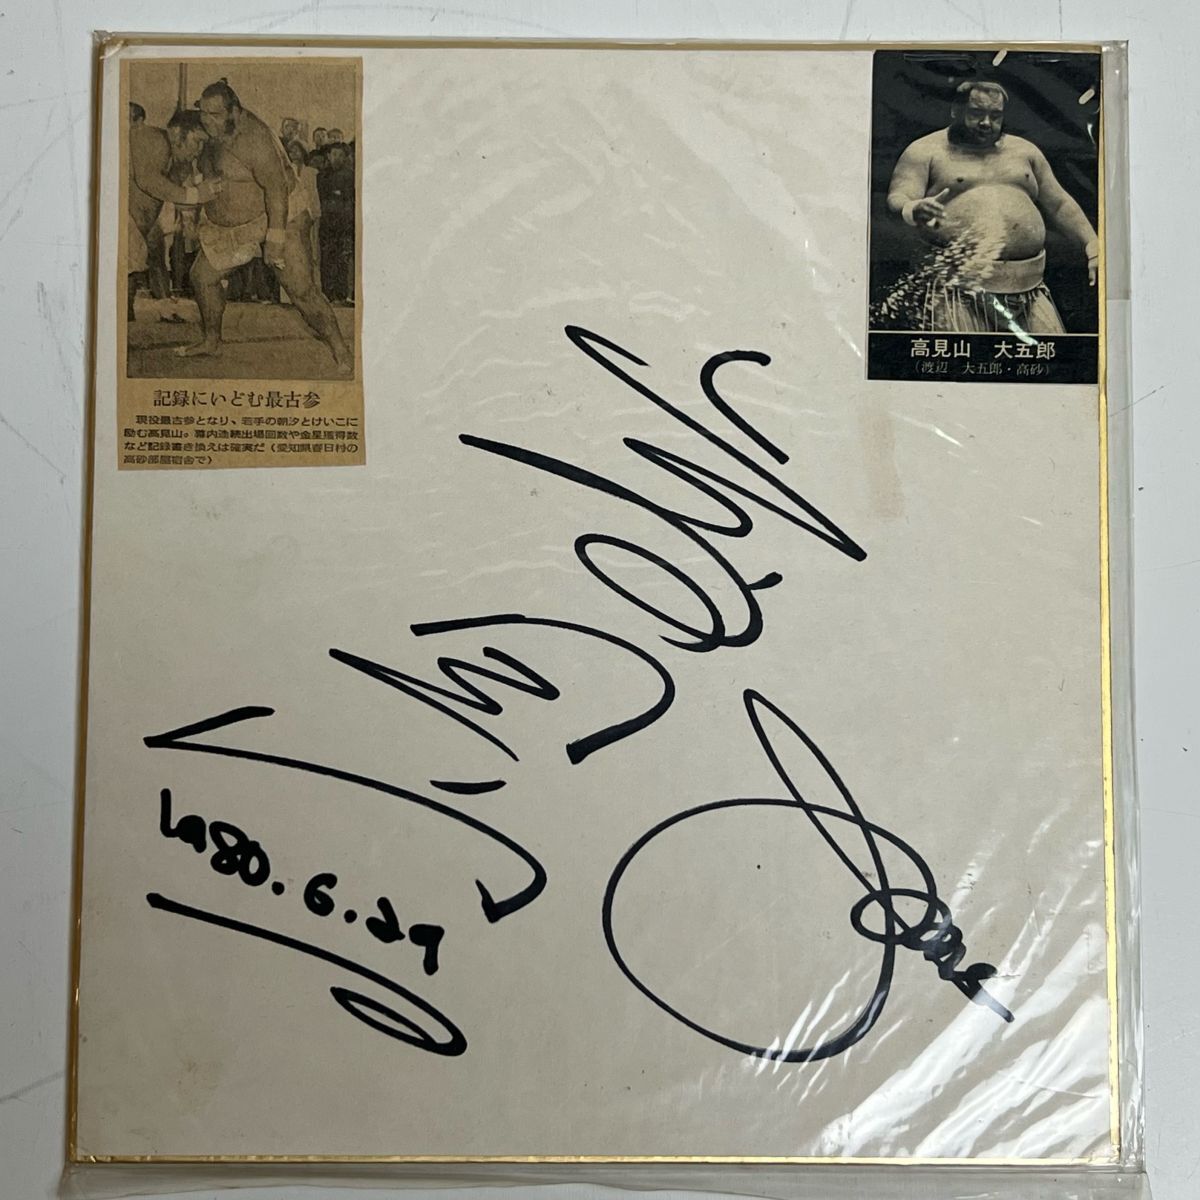 記録にいどむ最古参
現役最古参となり、若手の朝汐とけいこに
励む高見山。幕内連続出場回数や金星獲得数
など記録書き換えは確実だ（愛知県春日村の
高砂部屋宿舎で）
高見山 大五郎
（渡辺 大五郎・高砂）
1980.6.29